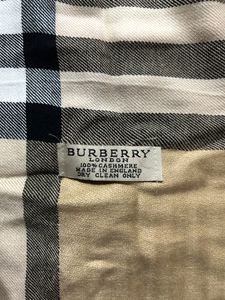 BURBERRY
LONDON
100% CASHMERE
MADE IN ENGLAND
DRY CLEAN ONLY